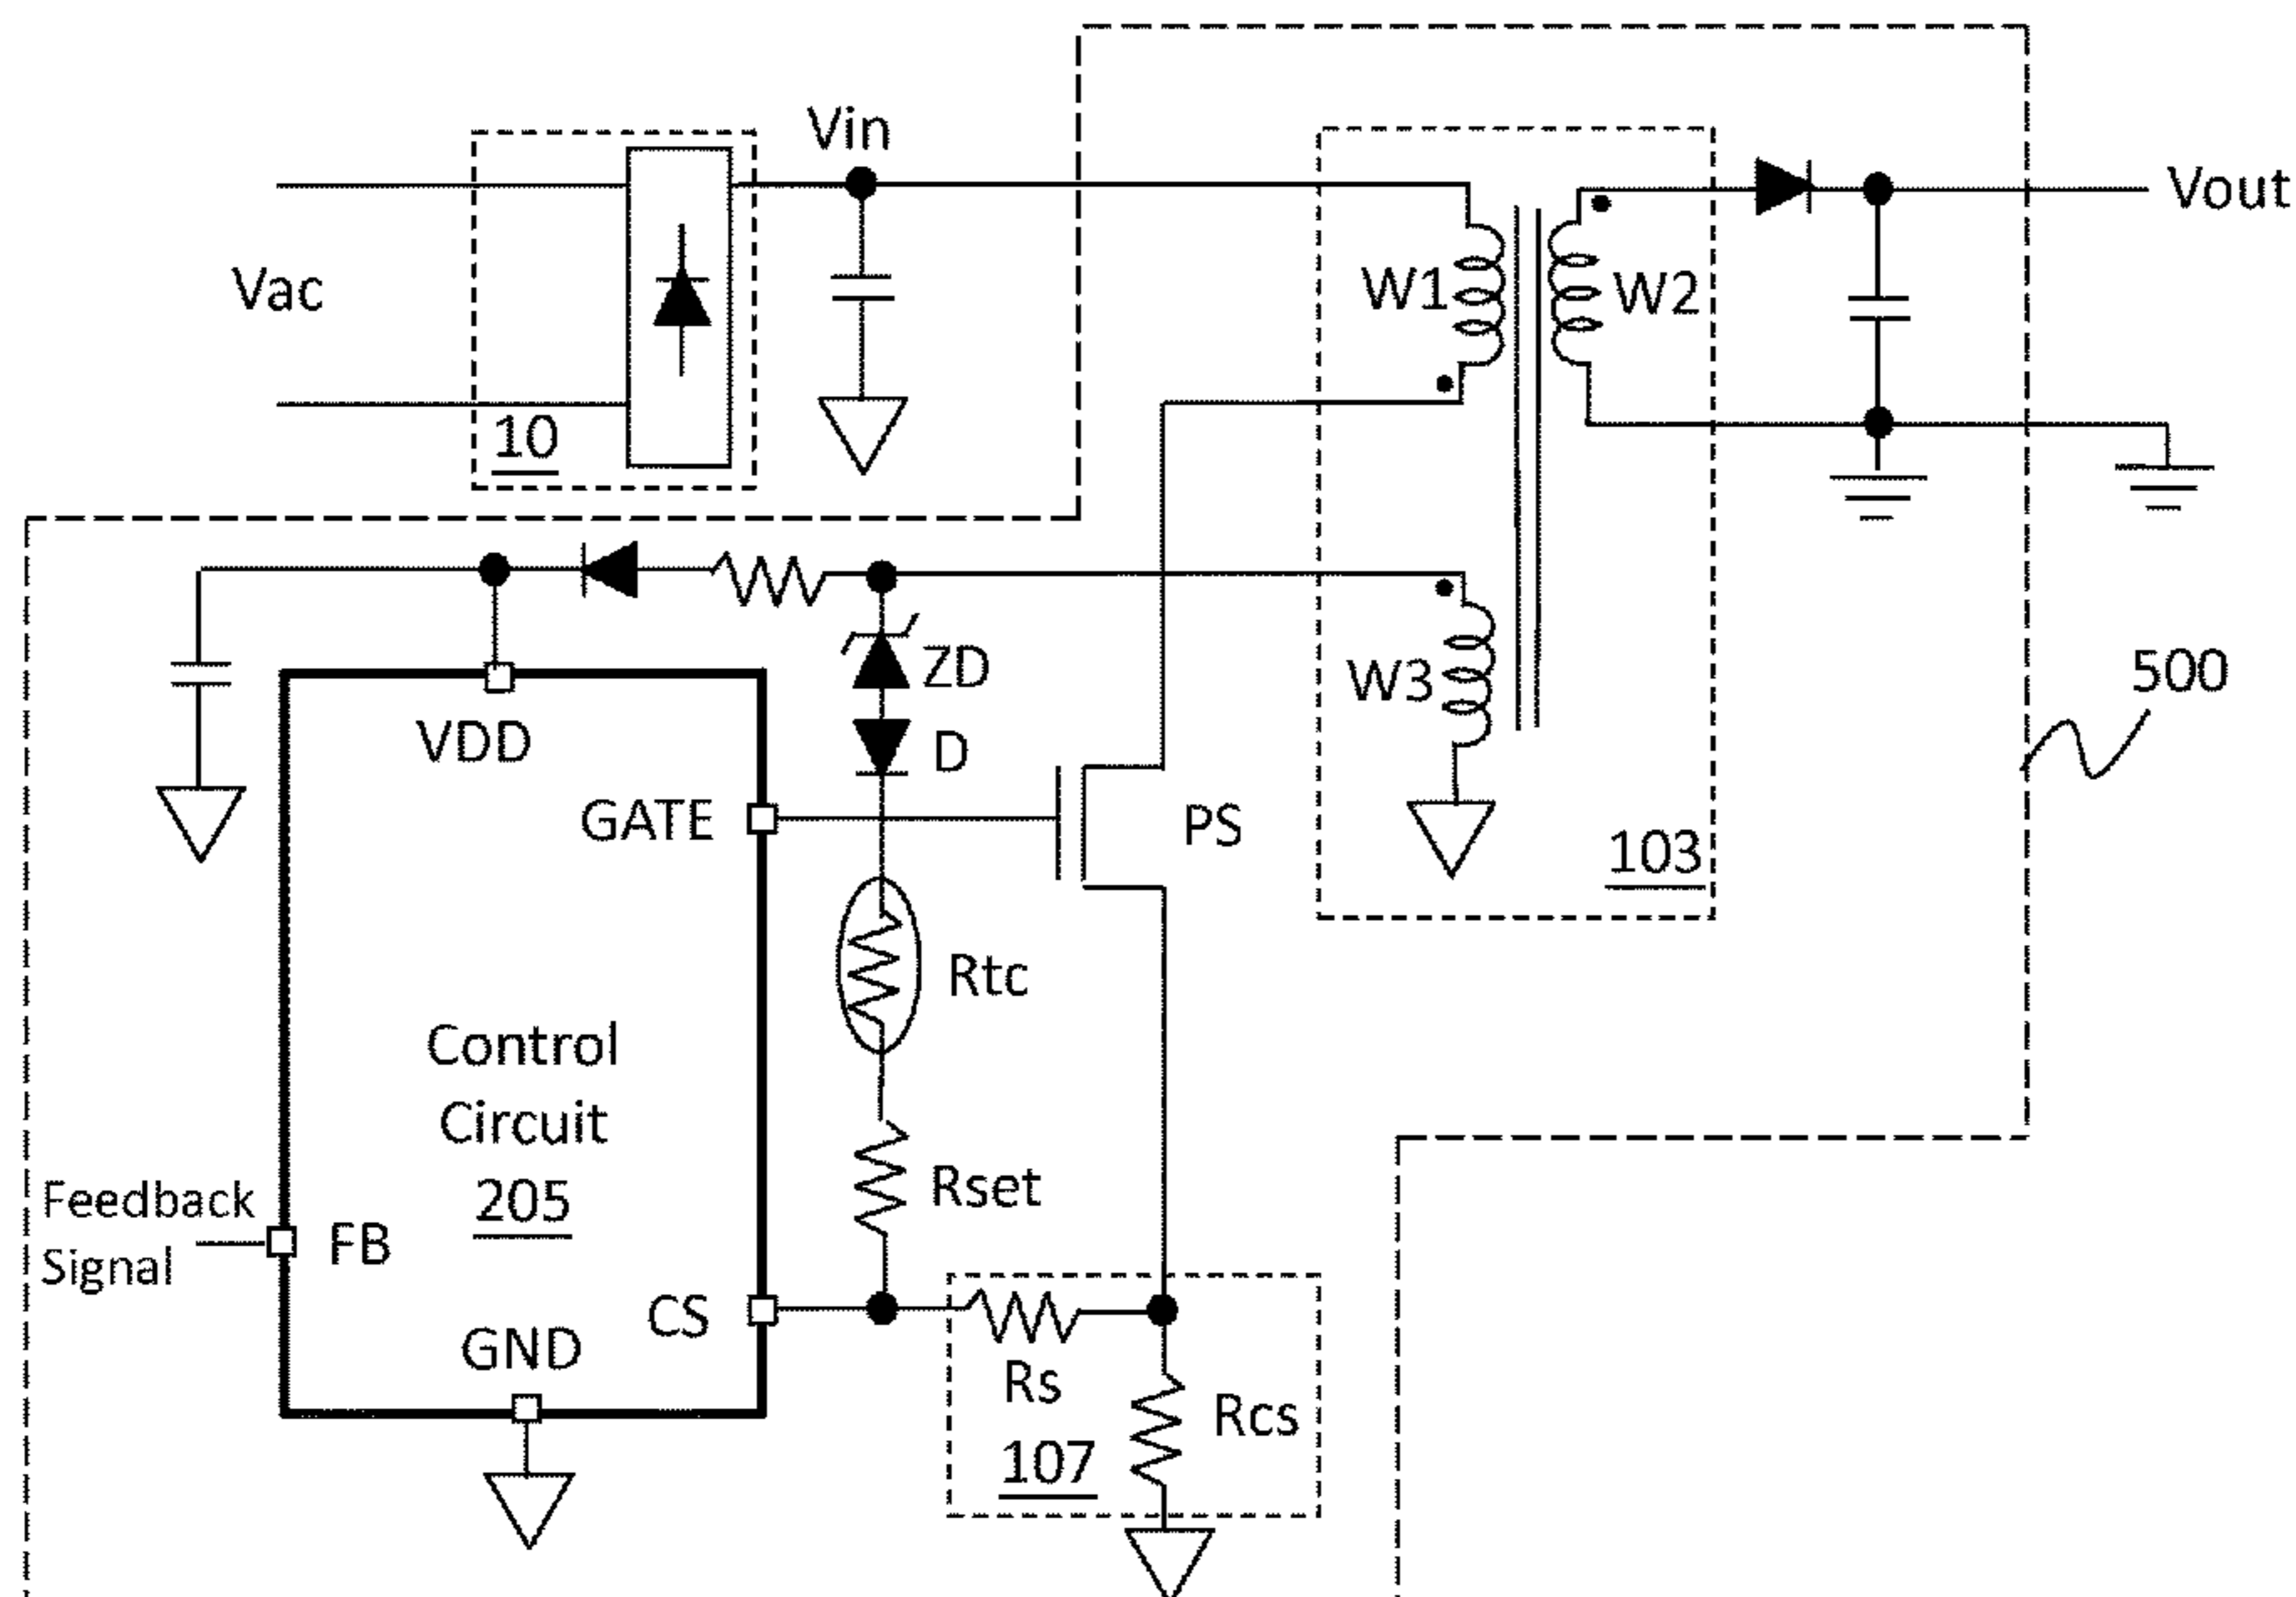 Vin
Vout
Vac
W1
W2
10
500
ZD
W3
VDD
D
GATE
PS
103
Rtc
Control
Circuit
205
Rset
Feedback
Signal
FB
CS
GND
Rs
Rcs
107